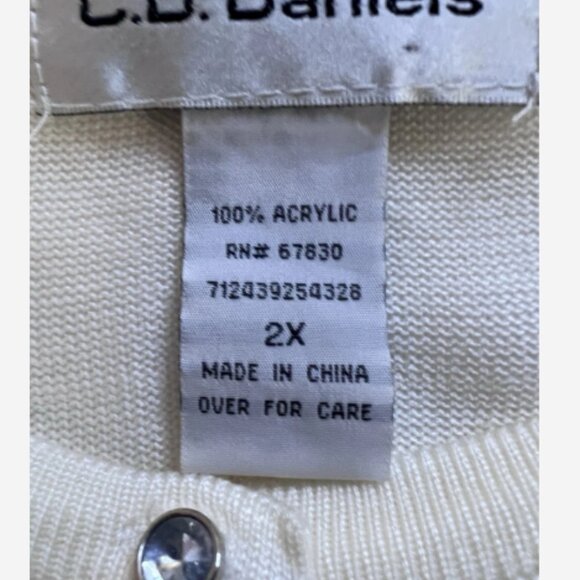 C.D. Daniels
100% ACRYLIC
RN# 67830
712439254328
2X
MADE IN CHINA
OVER FOR CARE